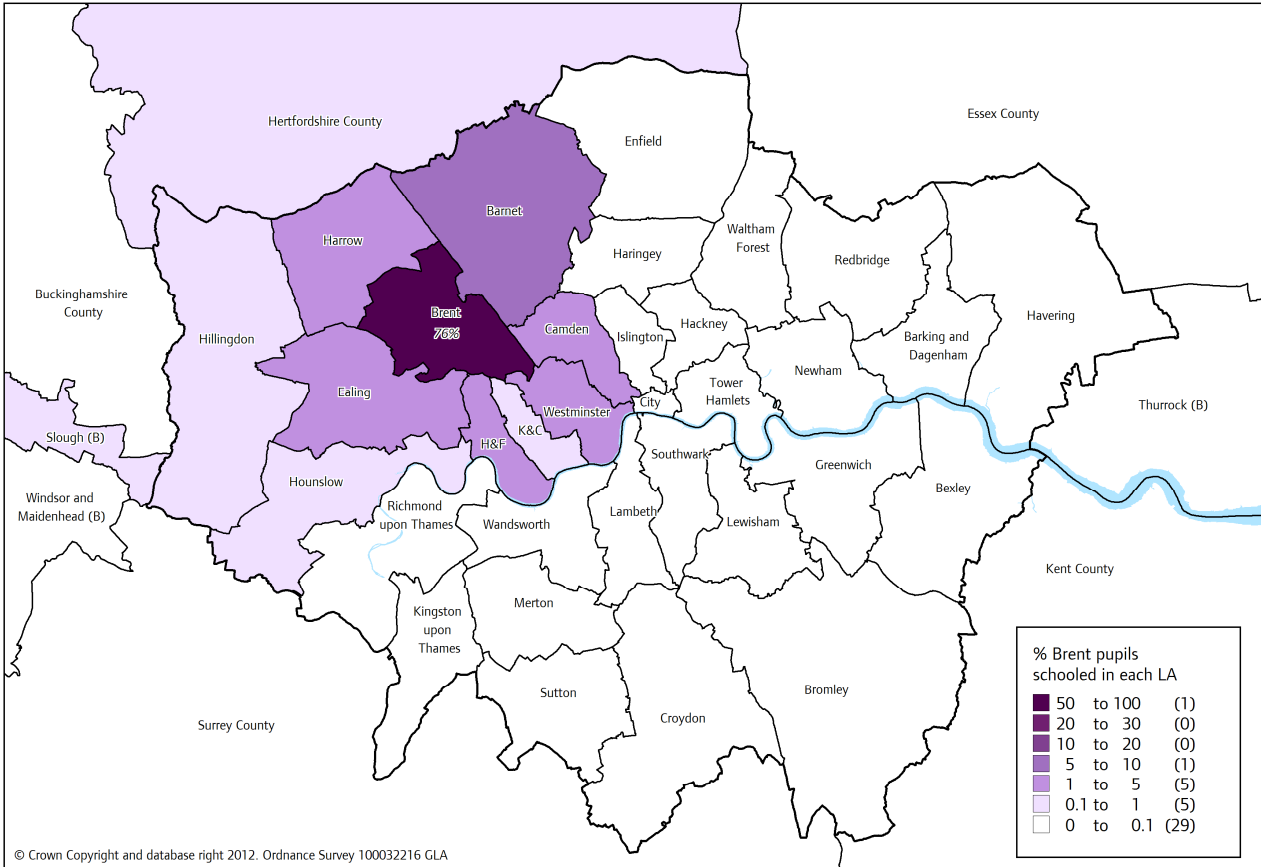 Hertfordshire County
Essex County
Enfield
Barnet
Harrow
Waltham
Forest
Haringey
Redbridge
Buckinghamshire
County
Hillingdon
Brent
76%
Camden
Islington
Hackney
Havering
Barking and
Dagenham
Newham
Tower
Hamlets
Ealing
Westminster
City
Thurrock (B)
K&C
H&F
Slough (B)
Southwark
Greenwich
Hounslow
Bexley
Windsor and
Maidenhead (B)
Richmond
upon Thames
Wandsworth
Lambeth
Lewisham
Kent County
Merton
Kingston
upon
Thames
Sutton
Croydon
Bromley
Surrey County
% Brent pupils
schooled in each LA
50 to 100 (1)
20 to 30 (0)
10 to 20 (0)
5 to 10 (1)
1 to 5 (5)
0.1 to 1 (5)
0 to 0.1 (29)
© Crown Copyright and database right 2012. Ordnance Survey 100032216 GLA